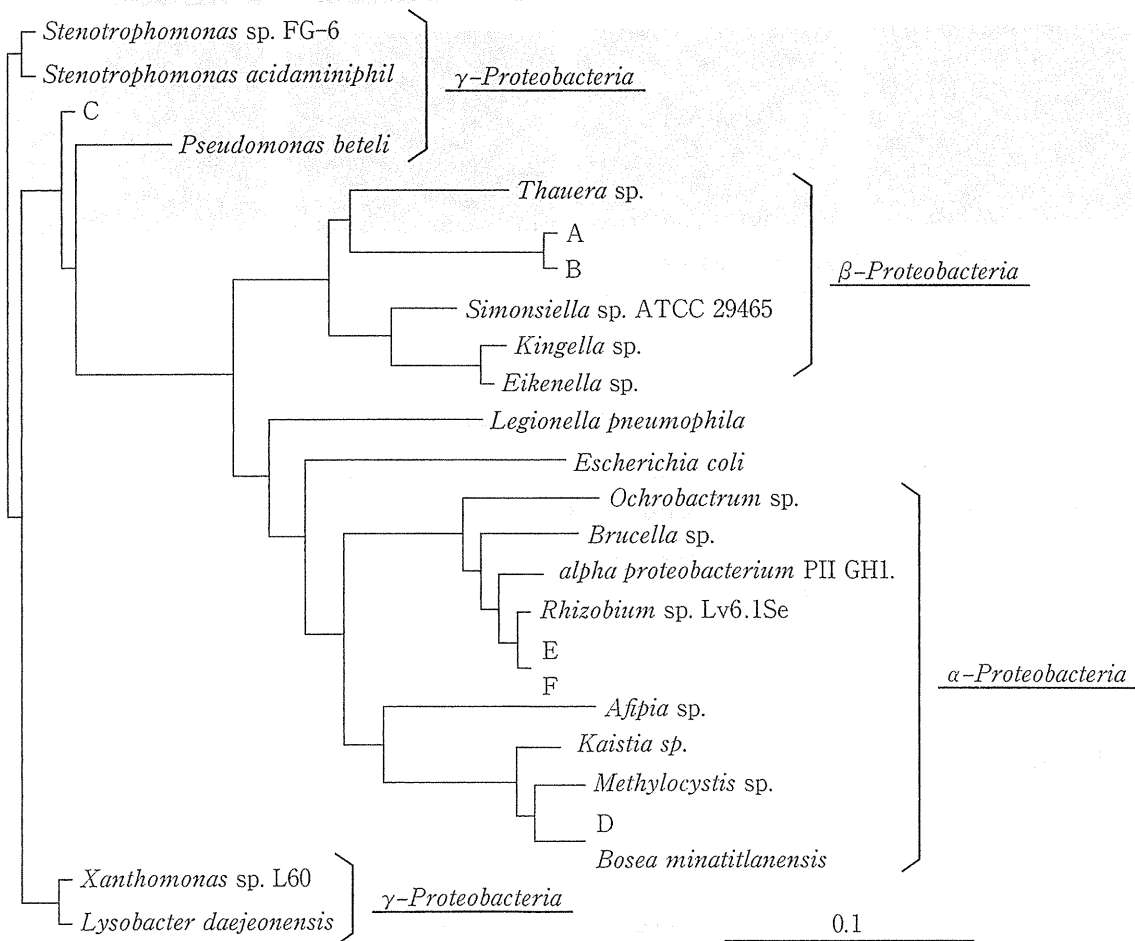 Stenotrophomonas sp. FG-6
Stenotrophomonas acidaminiphil
γ-Proteobacteria
C
Pseudomonas beteli
Thauera sp.
A
B
β-Proteobacteria
Simonsiella sp. ATCC 29465
Kingella sp.
Eikenella sp.
Legionella pneumophila
Escherichia coli
Ochrobactrum sp.
Brucella sp.
alpha proteobacterium PII GH1.
Rhizobium sp. Lv6.1Se
E
α-Proteobacteria
F
Afipia sp.
Kaistia sp.
Methylocystis sp.
D
Bosea minatitlanensis
Xanthomonas sp. L60
γ-Proteobacteria
Lysobacter daejeonensis
0.1